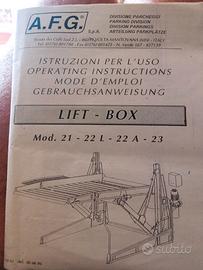 A.F.G.
S.p.A.
DIVISIONE PARCHEGGI
PARKING DIVISION
DIVISION PARKING
ABTEILUNG PARKPLÄTZE
ISTRUZIONI PER L'USO
OPERATING INSTRUCTIONS
MODE D'EMPLOI
GEBRAUCHSANWEISUNG
LIFT - BOX
Mod. 21 - 22 L - 22 A - 23
subito